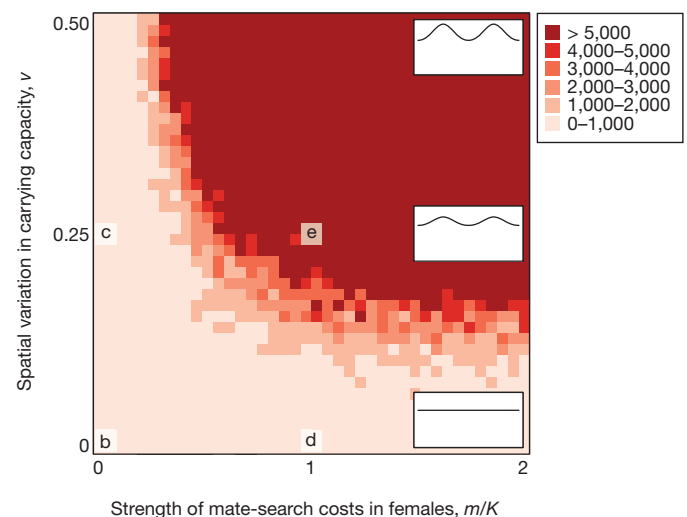 0.50
> 5,000
4,000–5,000
3,000–4,000
2,000–3,000
1,000–2,000
0–1,000
Spatial variation in carrying capacity, v
0.25
c
e
b
d
0
0
1
2
Strength of mate-search costs in females, m/K